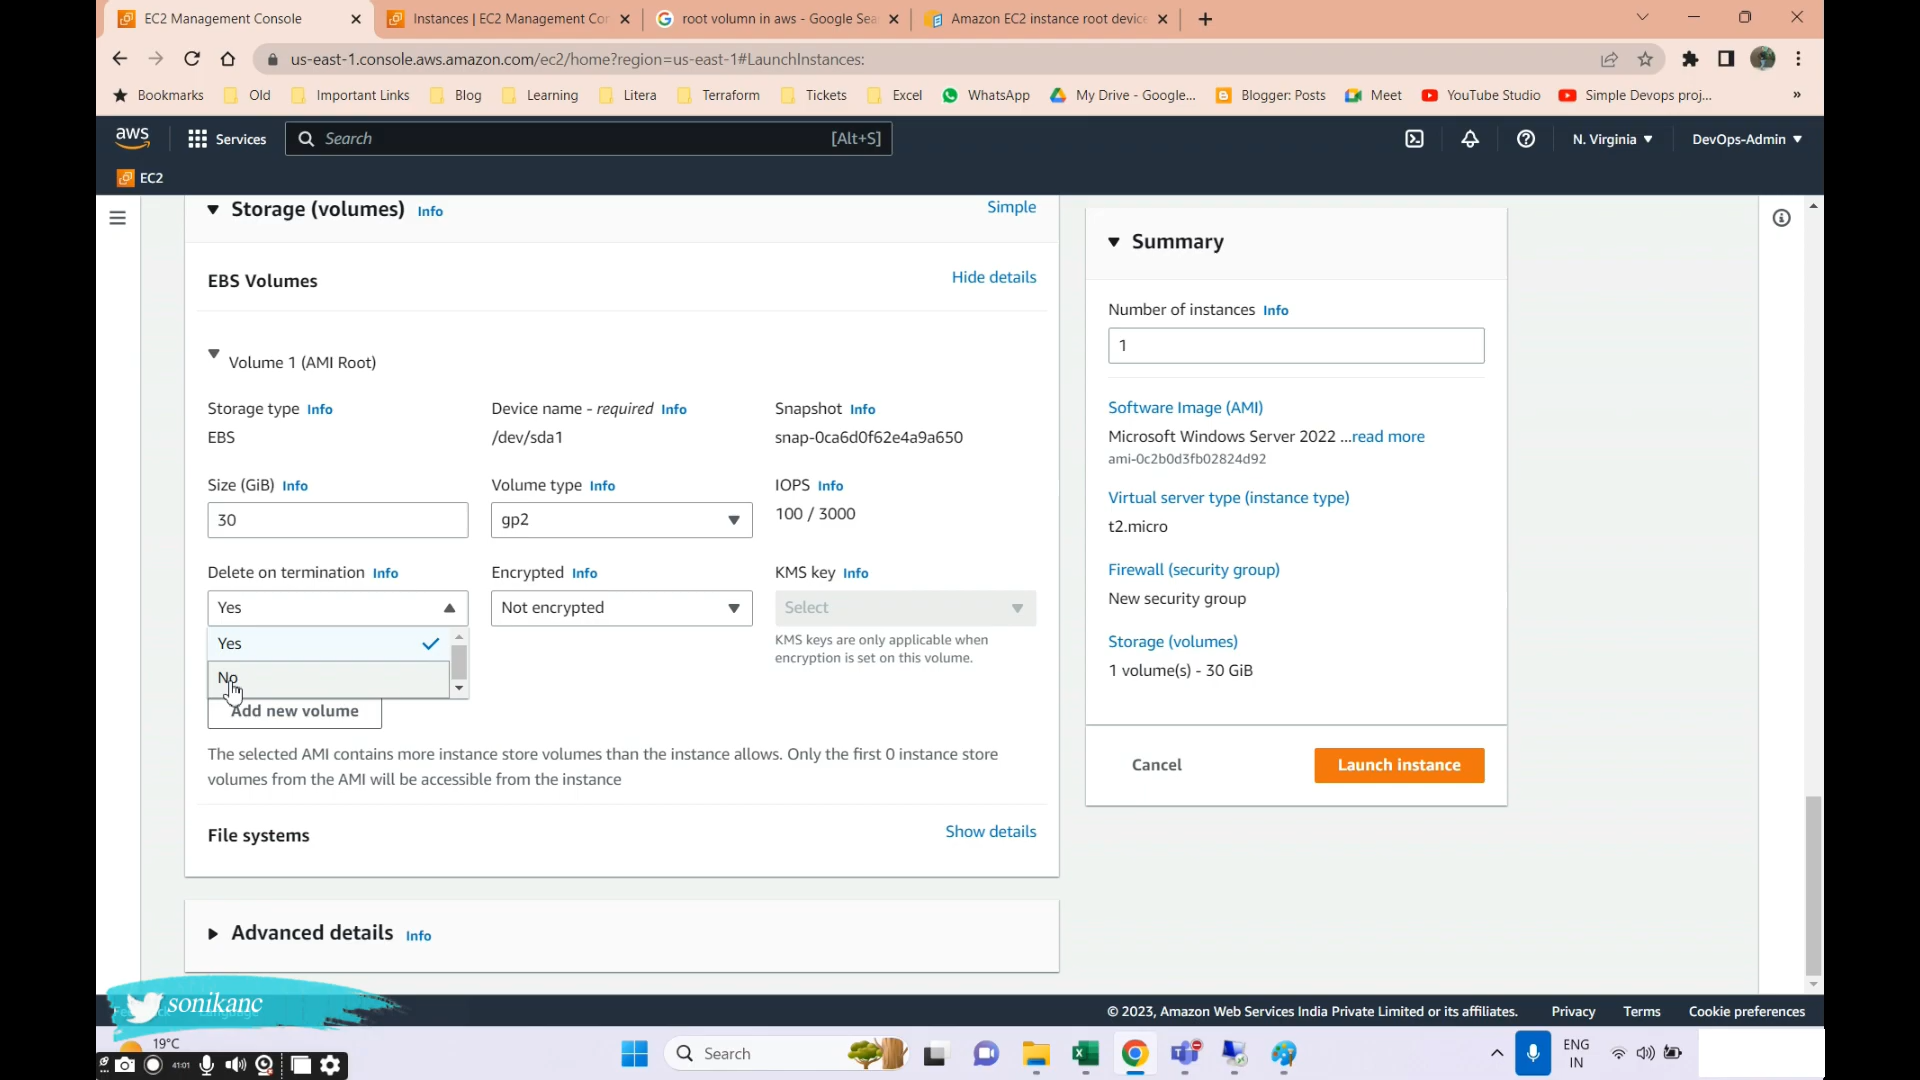 EC2 Management Console
Instances | EC2 Management Con
root volumn in aws - Google Sea
Amazon EC2 instance root device
us-east-1.console.aws.amazon.com/ec2/home?region=us-east-1#LaunchInstances:
Bookmarks
Old
Important Links
Blog
Learning
Litera
Terraform
Tickets
Excel
WhatsApp
My Drive - Google...
Blogger: Posts
Meet
YouTube Studio
Simple Devops proj...
»
aws
Services
Search
[Alt+S]
N. Virginia
DevOps-Admin
EC2
Storage (volumes) Info
Simple
EBS Volumes
Hide details
Volume 1 (AMI Root)
Storage type Info
Device name - required Info
Snapshot Info
EBS
/dev/sda1
snap-0ca6d0f62e4a9a650
Size (GiB) Info
Volume type Info
IOPS Info
30
gp2
100 / 3000
Delete on termination Info
Encrypted Info
KMS key Info
Yes
Not encrypted
Select
Yes
No
KMS keys are only applicable when
encryption is set on this volume.
Add new volume
The selected AMI contains more instance store volumes than the instance allows. Only the first 0 instance store
volumes from the AMI will be accessible from the instance
File systems
Show details
Advanced details Info
Summary
Number of instances Info
1
Software Image (AMI)
Microsoft Windows Server 2022 ...read more
ami-0c2b0d3fb02824d92
Virtual server type (instance type)
t2.micro
Firewall (security group)
New security group
Storage (volumes)
1 volume(s) - 30 GiB
Cancel
Launch instance
sonikanc
© 2023, Amazon Web Services India Private Limited or its affiliates.
Privacy
Terms
Cookie preferences
19°C
41:01
Search
ENG
IN